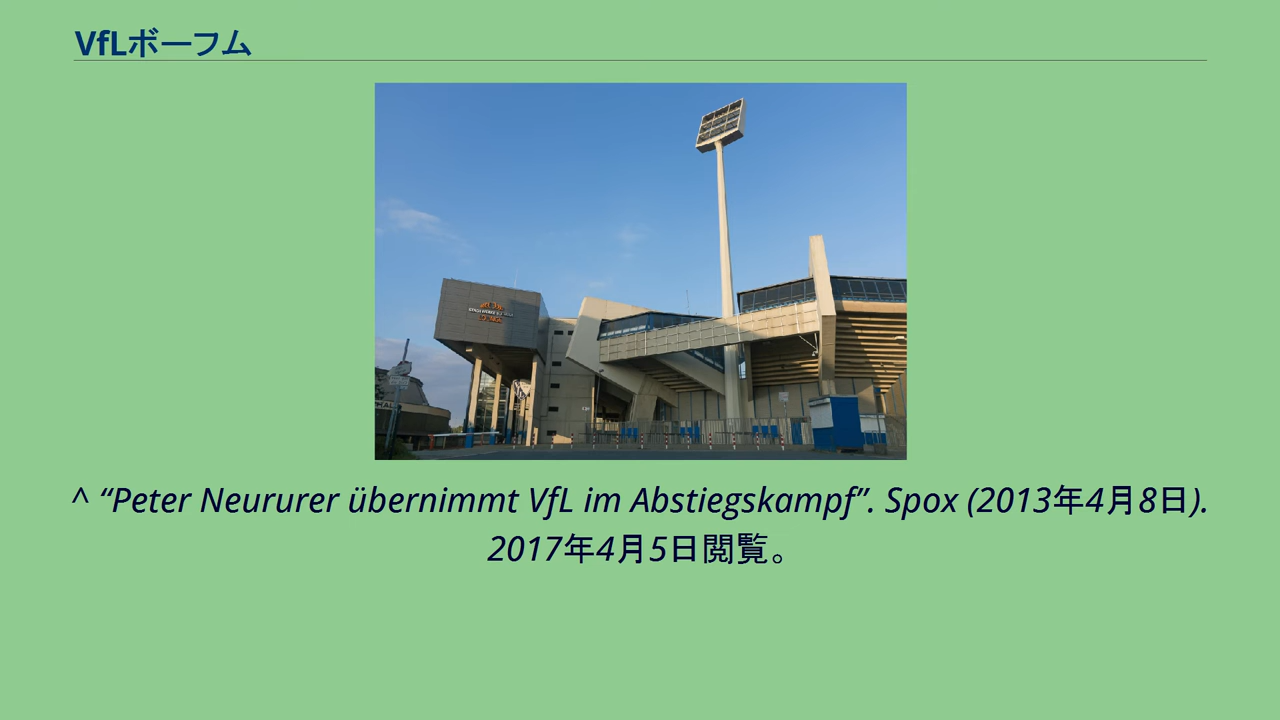 VfLボーフム
^ “Peter Neururer übernimmt VfL im Abstiegskampf”. Spox (2013年4月8日).
2017年4月5日閲覧。